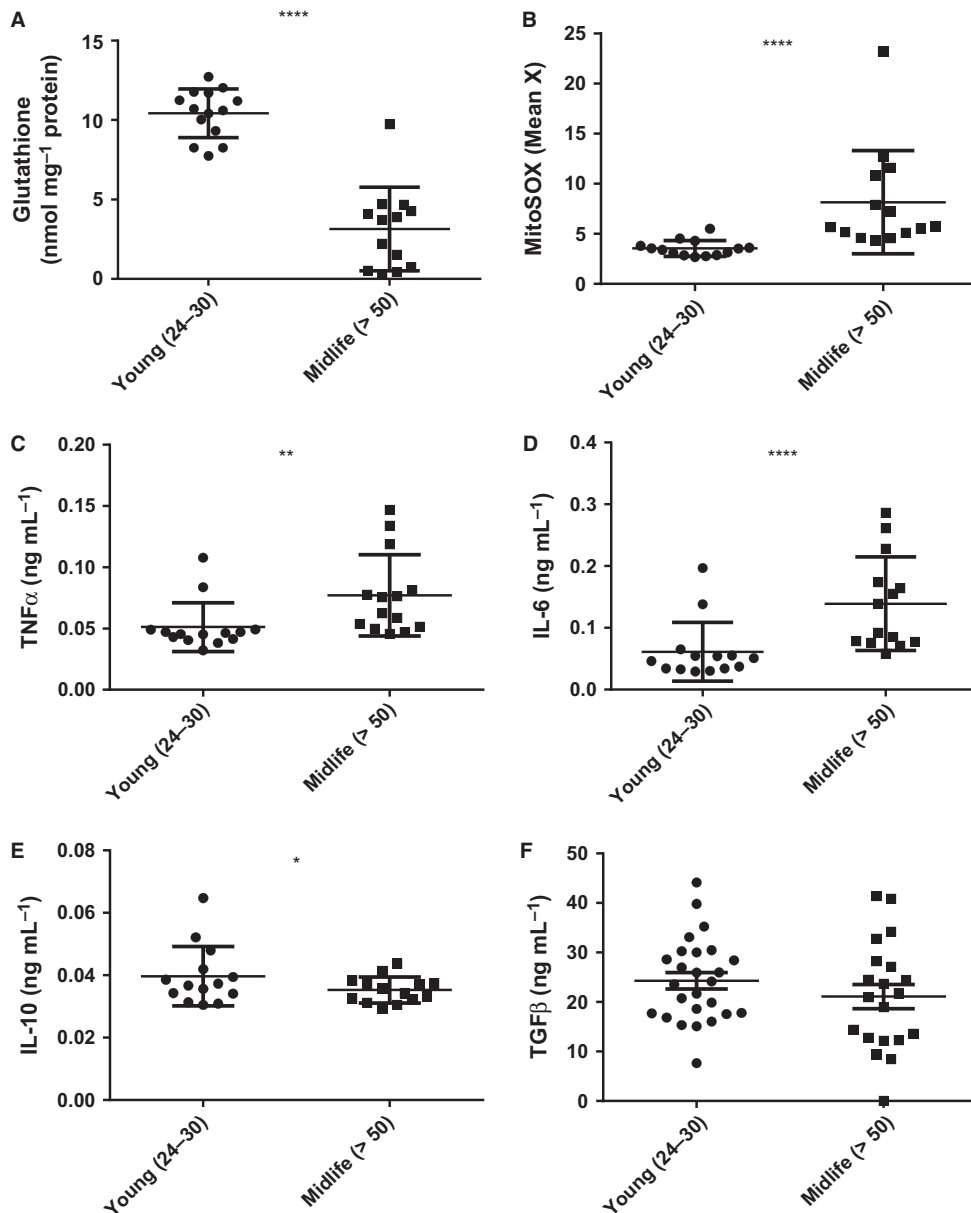 A
****
Glutathione
(nmol mg⁻¹ protein)
15
10
5
0
Young (24–30)
Midlife (> 50)
B
****
MitoSOX (Mean X)
25
20
15
10
5
0
Young (24–30)
Midlife (> 50)
C
**
TNFα (ng mL⁻¹)
0.20
0.15
0.10
0.05
0.00
Young (24–30)
Midlife (> 50)
D
****
IL-6 (ng mL⁻¹)
0.4
0.3
0.2
0.1
0.0
Young (24–30)
Midlife (> 50)
E
*
IL-10 (ng mL⁻¹)
0.08
0.06
0.04
0.02
0.00
Young (24–30)
Midlife (> 50)
F
TGFβ (ng mL⁻¹)
50
40
30
20
10
0
Young (24–30)
Midlife (> 50)